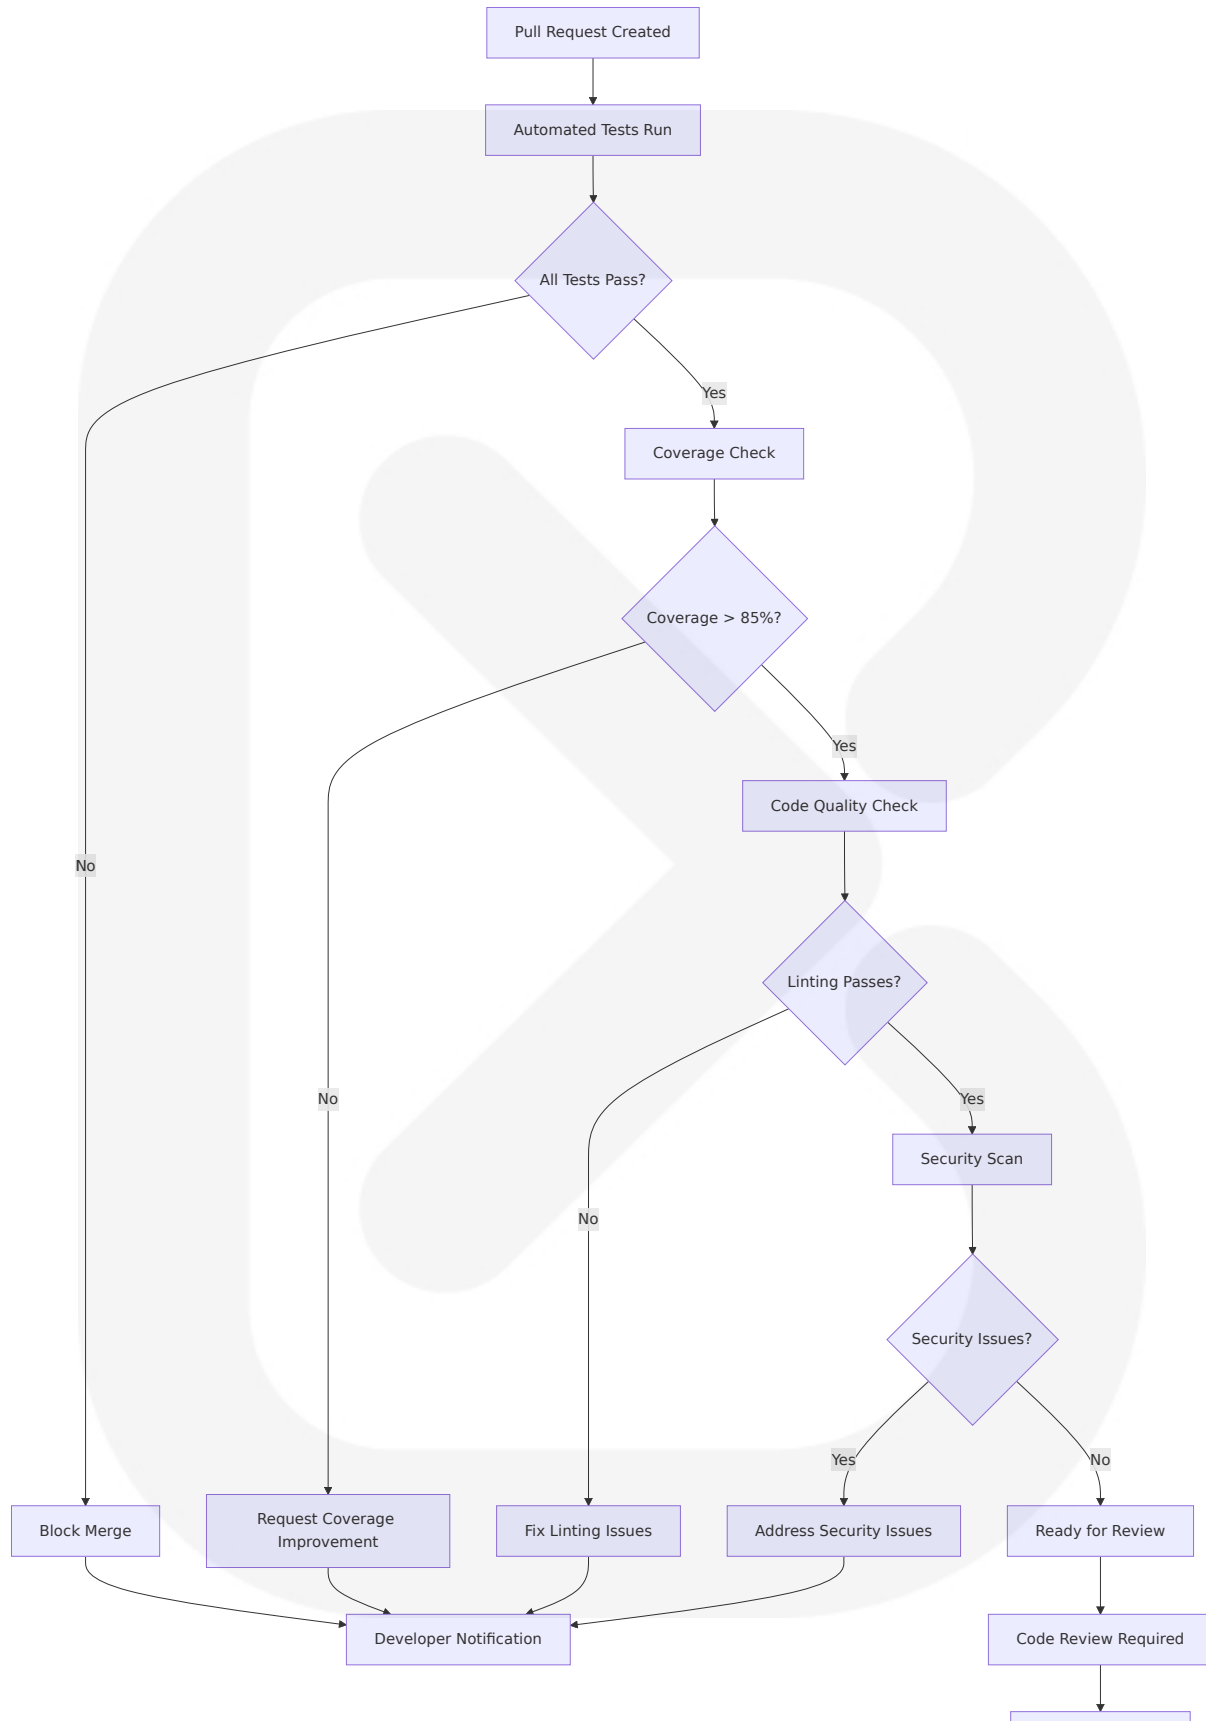 Pull Request Created
Automated Tests Run
All Tests Pass?
Yes
Coverage Check
Coverage > 85%?
Yes
Code Quality Check
No
Linting Passes?
No
Yes
Security Scan
No
Security Issues?
Yes
No
Block Merge
Request Coverage
Improvement
Fix Linting Issues
Address Security Issues
Ready for Review
Developer Notification
Code Review Required